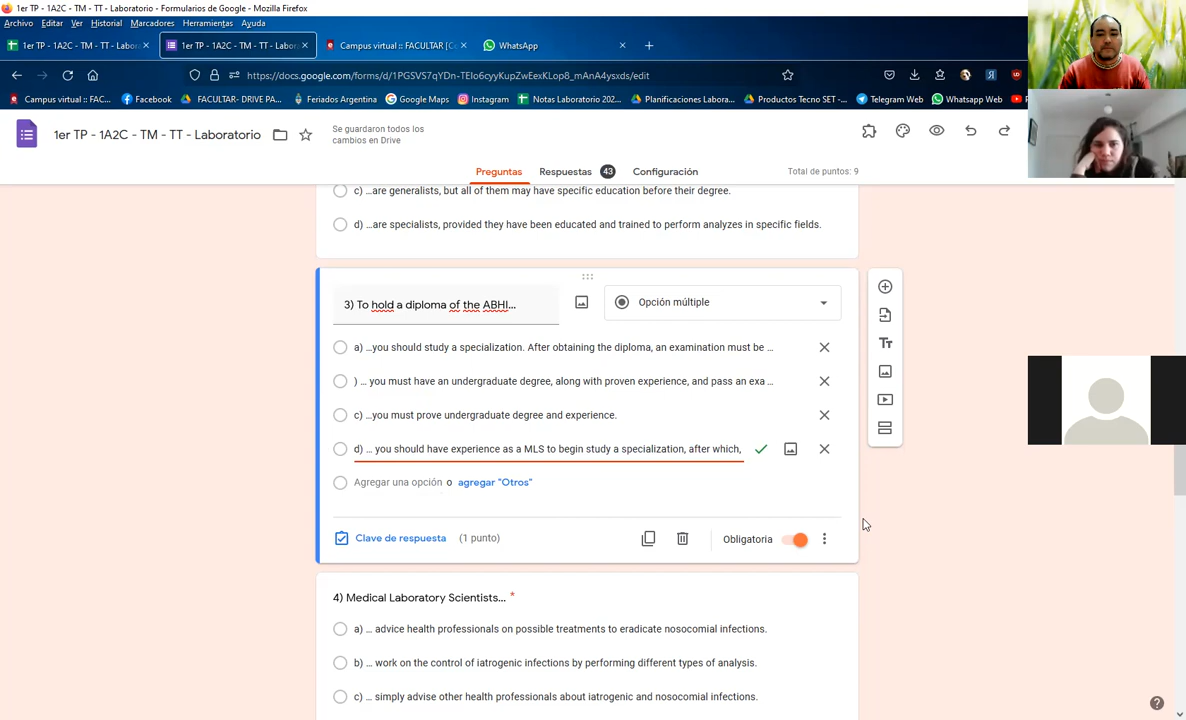 1er TP - 1A2C - TM - TT - Laboratorio - Formularios de Google - Mozilla Firefox
Archivo Editar Ver Historial Marcadores Herramientas Ayuda
1er TP - 1A2C - TM - TT - Labora 1er TP - 1A2C - TM - TT - Labora Campus virtual :: FACULTAR [C WhatsApp
https://docs.google.com/forms/d/1PGSVS7qYDn-TEIo6cyyKupZwEexKLop8_mAnA4ysxds/edit
Campus virtual :: FAC... Facebook FACULTAR- DRIVE PA... Feriados Argentina Google Maps Instagram Notas Laboratorio 202... Planificaciones Labora... Productos Tecno SET -... Telegram Web Whatsapp Web
1er TP - 1A2C - TM - TT - Laboratorio
Se guardaron todos los
cambios en Drive
Preguntas Respuestas 43 Configuración Total de puntos: 9
c) ...are generalists, but all of them may have specific education before their degree.
d) ...are specialists, provided they have been educated and trained to perform analyzes in specific fields.
3) To hold a diploma of the ABHI...
Opción múltiple
a) ...you should study a specialization. After obtaining the diploma, an examination must be ...
) ... you must have an undergraduate degree, along with proven experience, and pass an exa ...
c) ...you must prove undergraduate degree and experience.
d) ... you should have experience as a MLS to begin study a specialization, after which,
Agregar una opción o agregar "Otros"
Clave de respuesta (1 punto) Obligatoria
4) Medical Laboratory Scientists... *
a) ... advice health professionals on possible treatments to eradicate nosocomial infections.
b) ... work on the control of iatrogenic infections by performing different types of analysis.
c) ... simply advise other health professionals about iatrogenic and nosocomial infections.